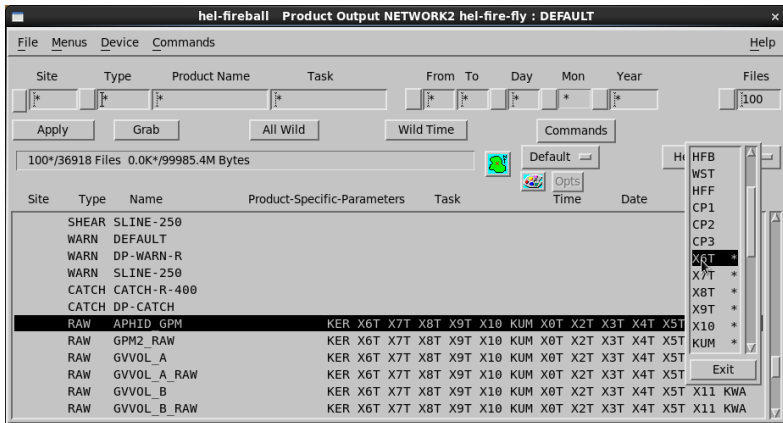 hel-fireball   Product Output NETWORK2 hel-fire-fly : DEFAULT
File Menus Device Commands Help
Site Type Product Name Task From To Day Mon Year Files
* * * * * * * * * 100
Apply Grab All Wild Wild Time Commands
100*/36918 Files 0.0K*/99985.4M Bytes
Default
Opts
HFB
WST
HFF
CP1
CP2
CP3
X6T *
X7T *
X8T *
X9T *
X10 *
KUM *
Exit
Site Type Name Product-Specific-Parameters Task Time Date
SHEAR SLINE-250
WARN DEFAULT
WARN DP-WARN-R
WARN SLINE-250
CATCH CATCH-R-400
CATCH DP-CATCH
RAW APHID_GPM KER X6T X7T X8T X9T X10 KUM X0T X2T X3T X4T X5T
RAW GPM2_RAW KER X6T X7T X8T X9T X10 KUM X0T X2T X3T X4T X5T
RAW GVVOL_A KER X6T X7T X8T X9T X10 KUM X0T X2T X3T X4T X5T
RAW GVVOL_A_RAW KER X6T X7T X8T X9T X10 KUM X0T X2T X3T X4T X5T
RAW GVVOL_B KER X6T X7T X8T X9T X10 KUM X0T X2T X3T X4T X5T X11 KWA
RAW GVVOL_B_RAW KER X6T X7T X8T X9T X10 KUM X0T X2T X3T X4T X5T X11 KWA